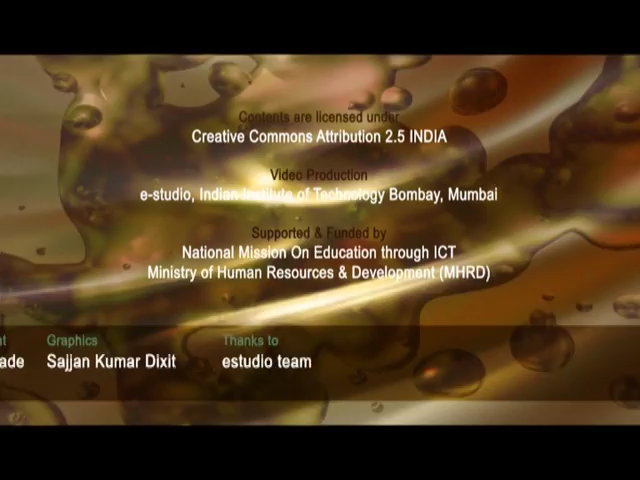 Contents are licensed under
Creative Commons Attribution 2.5 INDIA
Video Production
e-studio, Indian Institute of Technology Bombay, Mumbai
Supported & Funded by
National Mission On Education through ICT
Ministry of Human Resources & Development (MHRD)
Graphics Thanks to
Sajjan Kumar Dixit estudio team